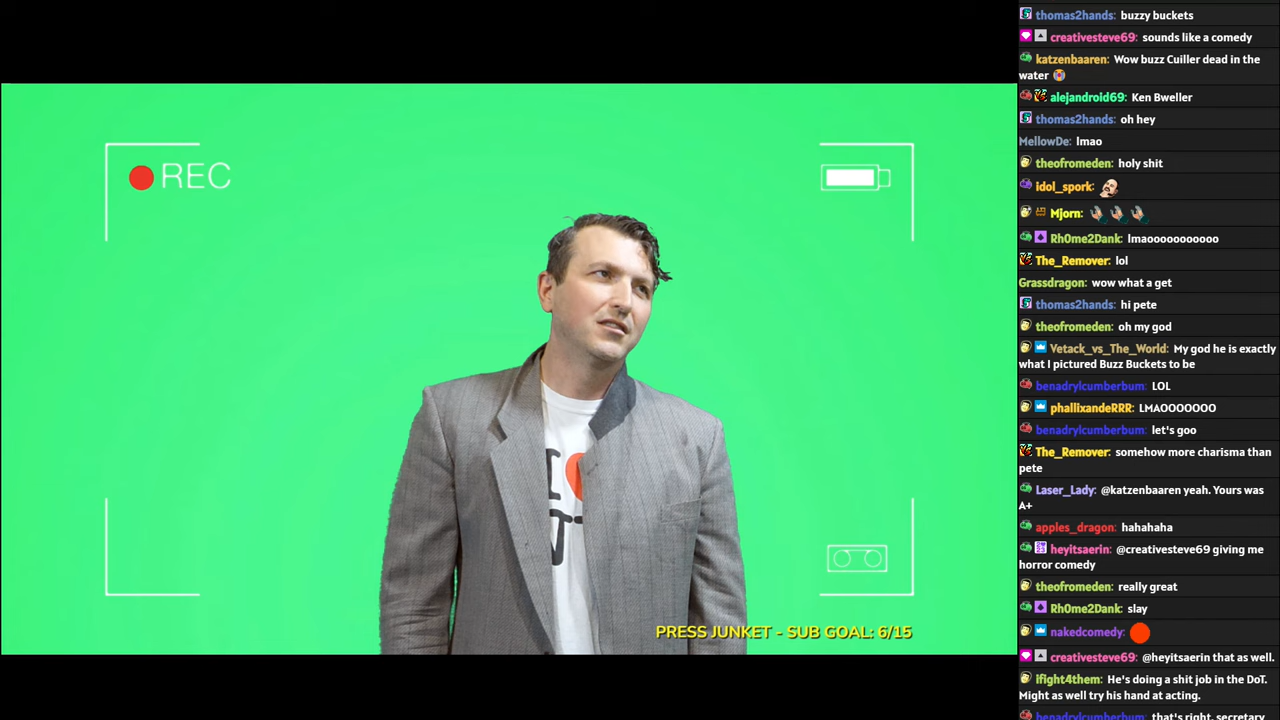 REC
I
PRESS JUNKET - SUB GOAL: 6/15
thomas2hands: buzzy buckets
creativesteve69: sounds like a comedy
katzenbaaren: Wow buzz Cuiller dead in the
water
alejandroid69: Ken Bweller
thomas2hands: oh hey
MellowDe: lmao
theofromeden: holy shit
idol_spork:
Mjorn:
Rh0me2Dank: lmaooooooooooo
The_Remover: lol
Grassdragon: wow what a get
thomas2hands: hi pete
theofromeden: oh my god
Vetack_vs_The_World: My god he is exactly
what I pictured Buzz Buckets to be
benadrylcumberbum: LOL
phallixandeRRR: LMAOOOOOOO
benadrylcumberbum: let's goo
The_Remover: somehow more charisma than
pete
Laser_Lady: @katzenbaaren yeah. Yours was
A+
apples_dragon: hahahaha
heyitsaerin: @creativesteve69 giving me
horror comedy
theofromeden: really great
Rh0me2Dank: slay
nakedcomedy:
creativesteve69: @heyitsaerin that as well.
ifight4them: He's doing a shit job in the DoT.
Might as well try his hand at acting.
benadrylcumberbum: that's right, secretary